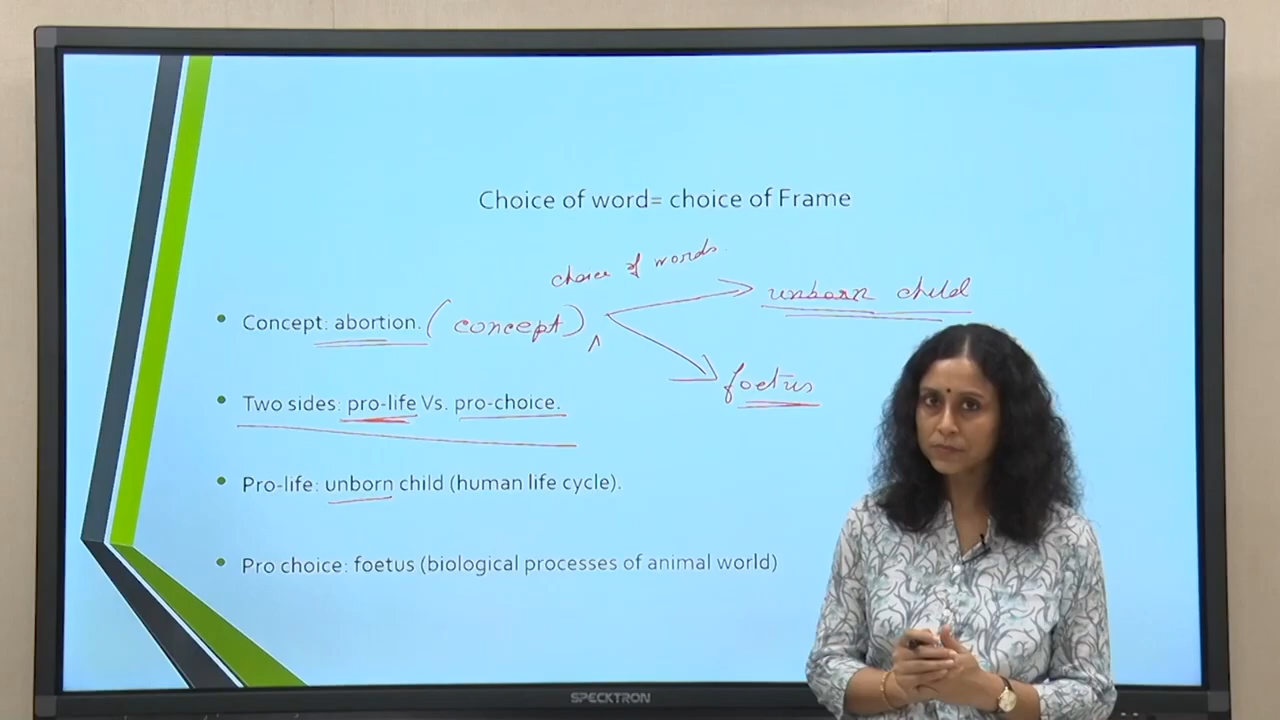 Choice of word= choice of Frame
choice of words.
unborn child
Concept: abortion. (concept) ^
foetus
Two sides: pro-life Vs. pro-choice.
Pro-life: unborn child (human life cycle).
Pro choice: foetus (biological processes of animal world)
SPECKTRON